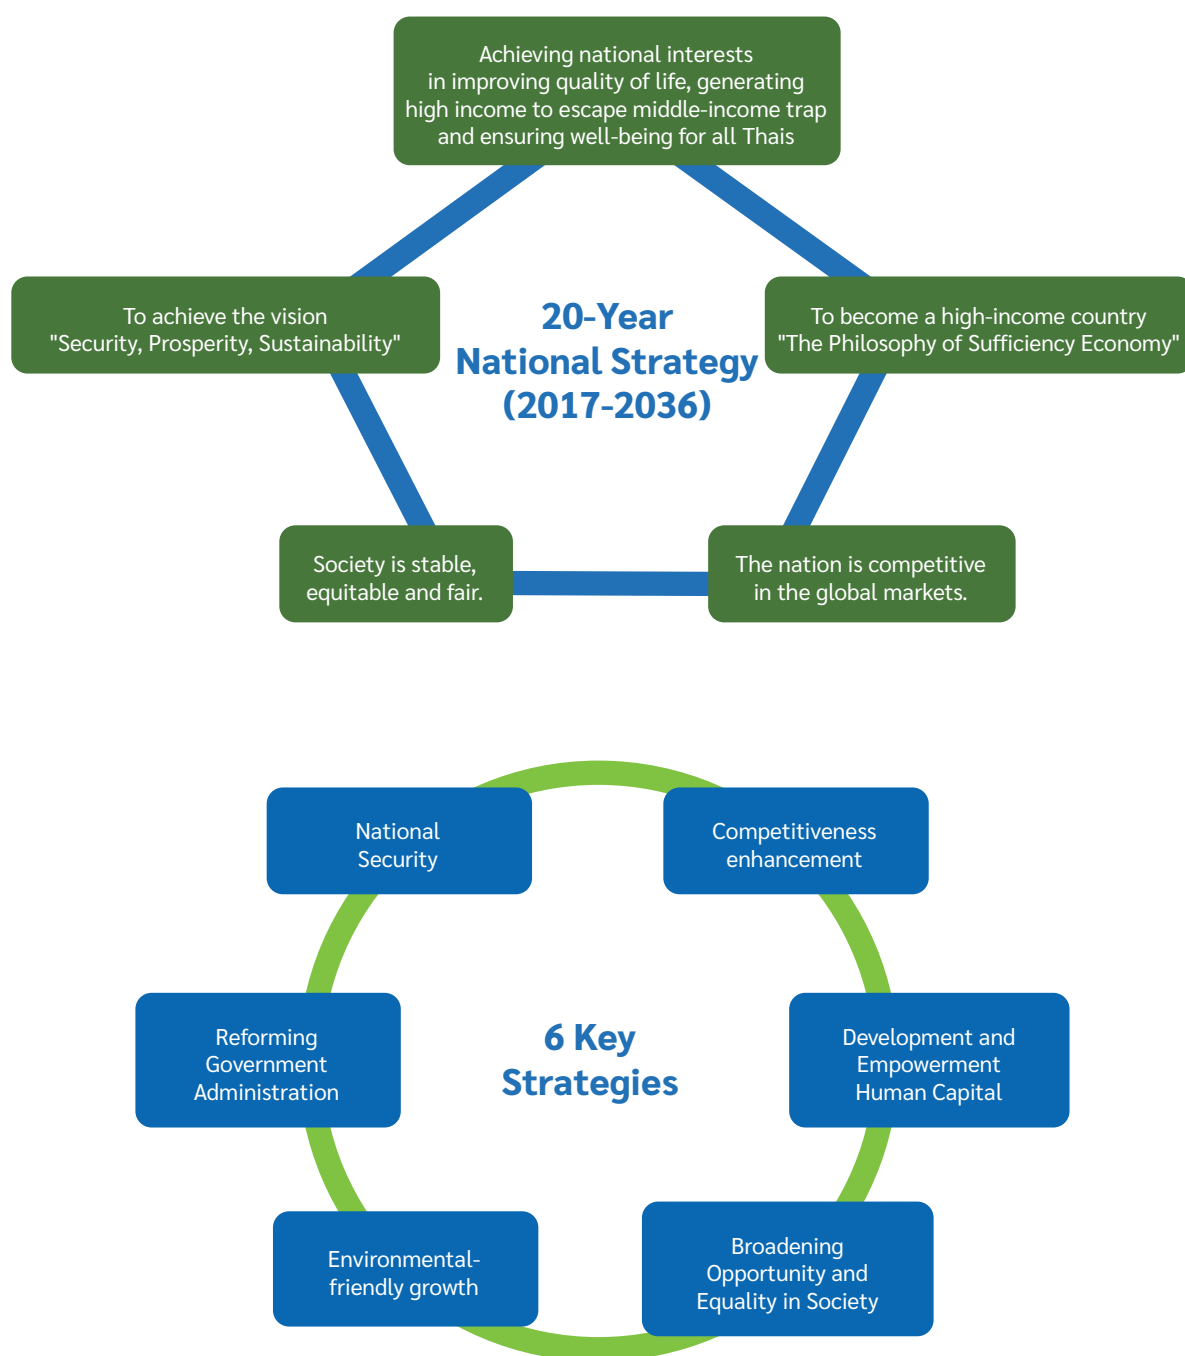 Achieving national interests
in improving quality of life, generating
high income to escape middle-income trap
and ensuring well-being for all Thais
To achieve the vision
"Security, Prosperity, Sustainability"
20-Year
National Strategy
(2017-2036)
To become a high-income country
"The Philosophy of Sufficiency Economy"
Society is stable,
equitable and fair.
The nation is competitive
in the global markets.
National
Security
Competitiveness
enhancement
Reforming
Government
Administration
6 Key
Strategies
Development and
Empowerment
Human Capital
Environmental-
friendly growth
Broadening
Opportunity and
Equality in Society